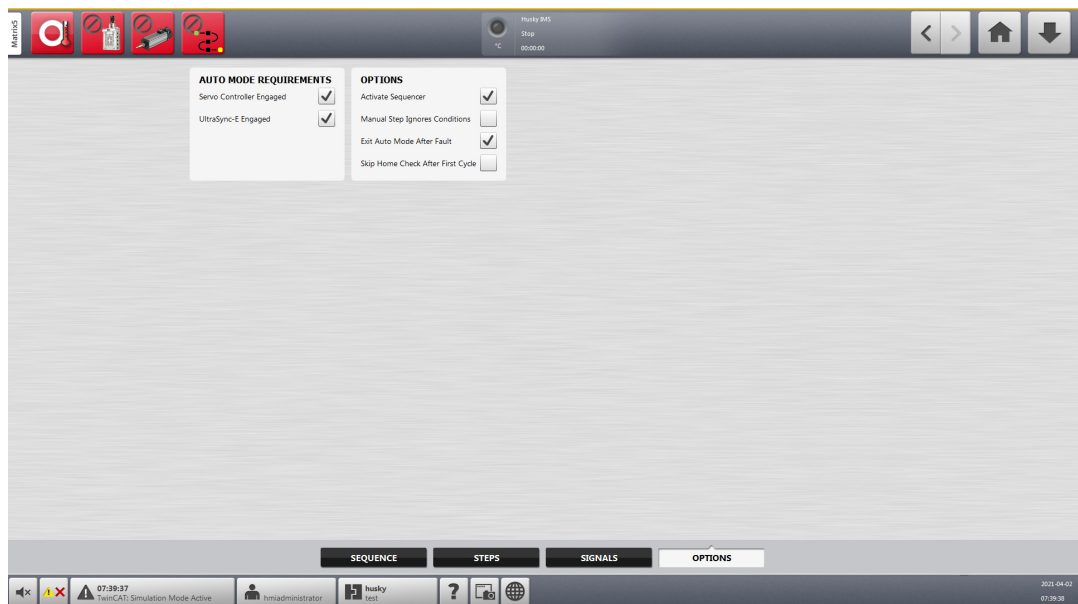 Matrix5
°C
Husky IMS
Stop
00:00:00
AUTO MODE REQUIREMENTS
Servo Controller Engaged
UltraSync-E Engaged
OPTIONS
Activate Sequencer
Manual Step Ignores Conditions
Exit Auto Mode After Fault
Skip Home Check After First Cycle
SEQUENCE
STEPS
SIGNALS
OPTIONS
07:39:37
TwinCAT: Simulation Mode Active
hmiadministrator
husky
test
?
2021-04-02
07:39:38